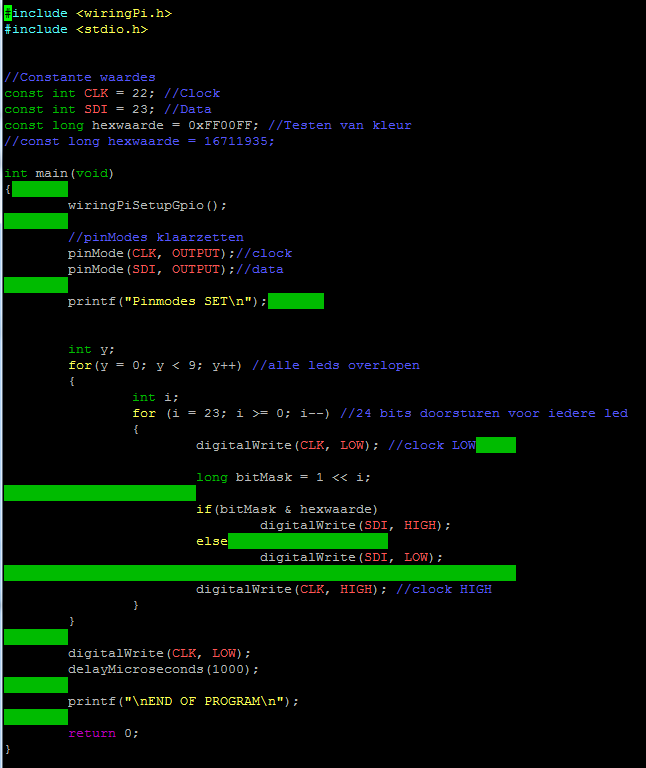 #include <wiringPi.h>
#include <stdio.h>
//Constante waardes
const int CLK = 22; //Clock
const int SDI = 23; //Data
const long hexwaarde = 0xFF00FF; //Testen van kleur
//const long hexwaarde = 16711935;
int main(void)
{
wiringPiSetupGpio();
//pinModes klaarzetten
pinMode(CLK, OUTPUT);//clock
pinMode(SDI, OUTPUT);//data
printf("Pinmodes SET\n");
int y;
for(y = 0; y < 9; y++) //alle leds overlopen
{
int i;
for (i = 23; i >= 0; i--) //24 bits doorsturen voor iedere led
{
digitalWrite(CLK, LOW); //clock LOW
long bitMask = 1 << i;
if(bitMask & hexwaarde)
digitalWrite(SDI, HIGH);
else
digitalWrite(SDI, LOW);
digitalWrite(CLK, HIGH); //clock HIGH
}
}
digitalWrite(CLK, LOW);
delayMicroseconds(1000);
printf("\nEND OF PROGRAM\n");
return 0;
}